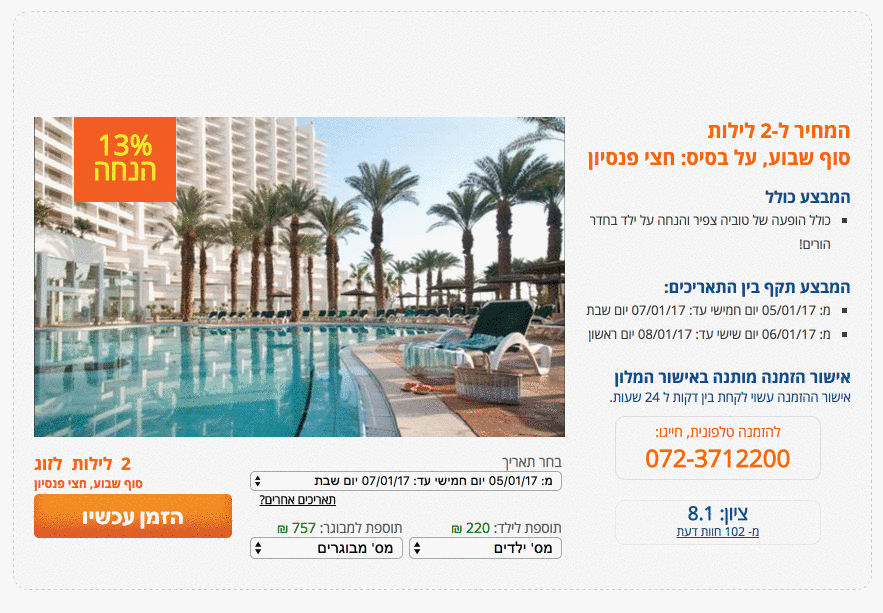 המחיר ל-2 לילות
סוף שבוע, על בסיס: חצי פנסיון
המבצע כולל
כולל הופעה של טוביה צפיר והנחה על ילד בחדר
הורים!
המבצע תקף בין התאריכים:
מ: 05/01/17 יום חמישי עד: 07/01/17 יום שבת
מ: 06/01/17 יום שישי עד: 08/01/17 יום ראשון
אישור הזמנה מותנה באישור המלון
אישור ההזמנה עשוי לקחת בין דקות ל 24 שעות.
להזמנה טלפונית, חייגו:
072-3712200
ציון: 8.1
מ- 102 חוות דעת
13%
הנחה
בחר תאריך
מ: 05/01/17 יום חמישי עד: 07/01/17 יום שבת
תאריכים אחרים?
תוספת לילד: 220 ₪
מס' ילדים
תוספת למבוגר: 757 ₪
מס' מבוגרים
2 לילות לזוג
סוף שבוע, חצי פנסיון
הזמן עכשיו